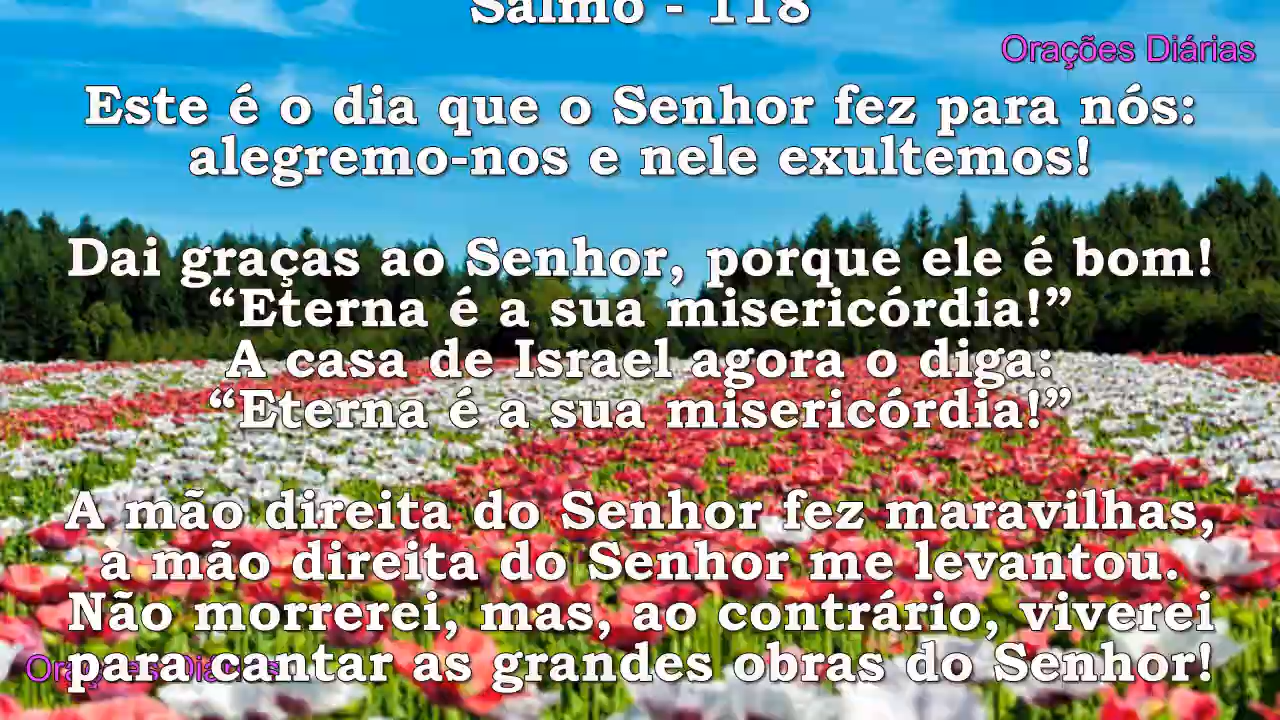 Salmo - 118
Orações Diárias
Este é o dia que o Senhor fez para nós:
alegremo-nos e nele exultemos!
Dai graças ao Senhor, porque ele é bom!
“Eterna é a sua misericórdia!”
A casa de Israel agora o diga:
“Eterna é a sua misericórdia!”
A mão direita do Senhor fez maravilhas,
a mão direita do Senhor me levantou.
Não morrerei, mas, ao contrário, viverei
para cantar as grandes obras do Senhor!
Orações Diárias